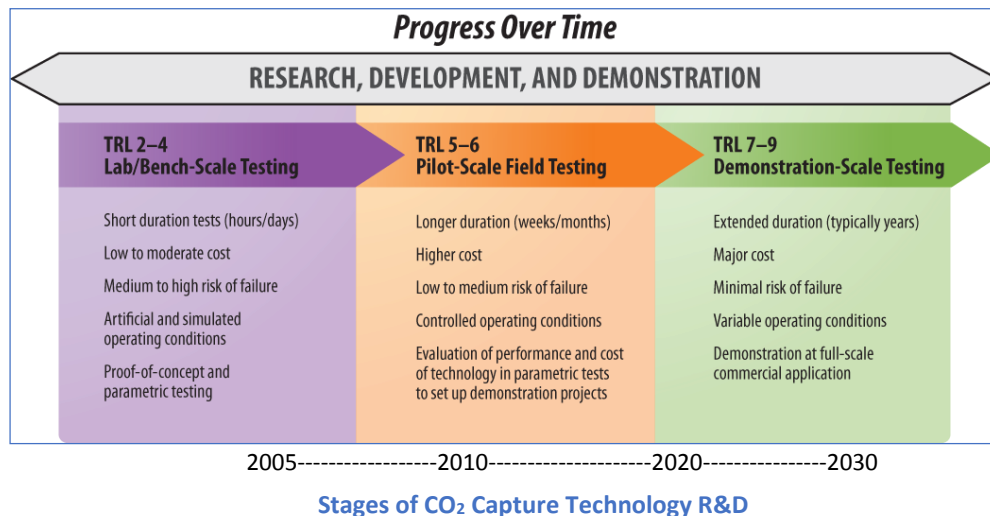 Progress Over Time
RESEARCH, DEVELOPMENT, AND DEMONSTRATION
TRL 2–4
Lab/Bench-Scale Testing
Short duration tests (hours/days)
Low to moderate cost
Medium to high risk of failure
Artificial and simulated
operating conditions
Proof-of-concept and
parametric testing
TRL 5–6
Pilot-Scale Field Testing
Longer duration (weeks/months)
Higher cost
Low to medium risk of failure
Controlled operating conditions
Evaluation of performance and cost
of technology in parametric tests
to set up demonstration projects
TRL 7–9
Demonstration-Scale Testing
Extended duration (typically years)
Major cost
Minimal risk of failure
Variable operating conditions
Demonstration at full-scale
commercial application
2005------------------2010---------------------2020----------------2030
Stages of CO₂ Capture Technology R&D